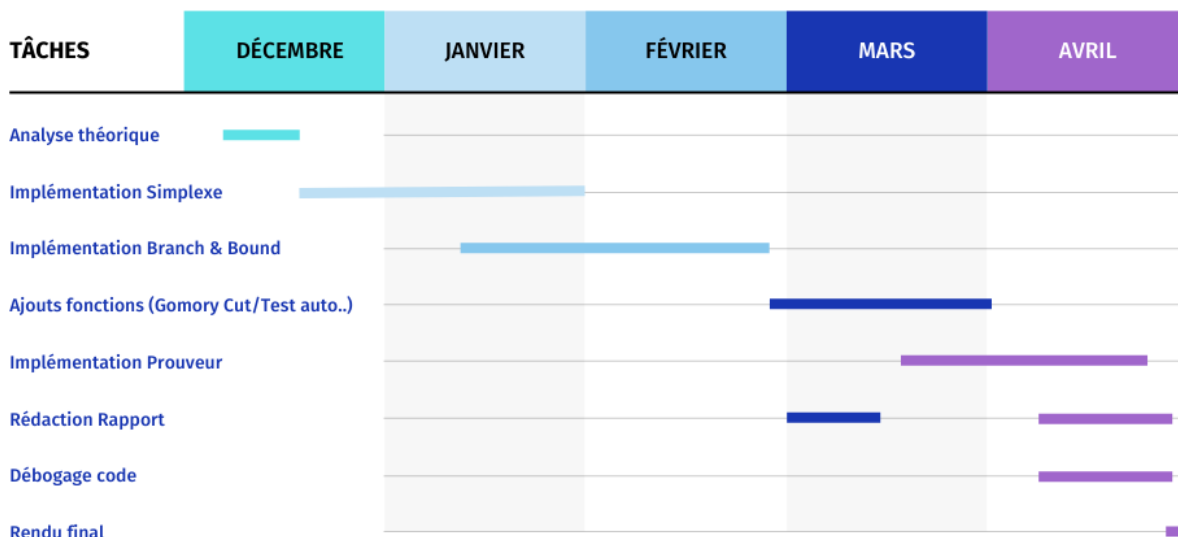 TÂCHES DÉCEMBRE JANVIER FÉVRIER MARS AVRIL
Analyse théorique
Implémentation Simplexe
Implémentation Branch & Bound
Ajouts fonctions (Gomory Cut/Test auto..)
Implémentation Prouveur
Rédaction Rapport
Débogage code
Rendu final